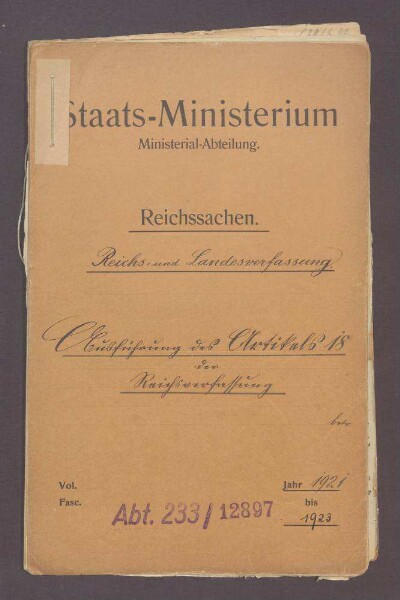 Staats-Ministerium
Ministerial-Abteilung.
Reichssachen.
Reichs- und Landesverfassung
Ausführung des Artikels 18
der
Reichsverfassung
betr.
Vol.
Jahr 1921
Fasc.
bis
1923
Abt. 233 / 12897